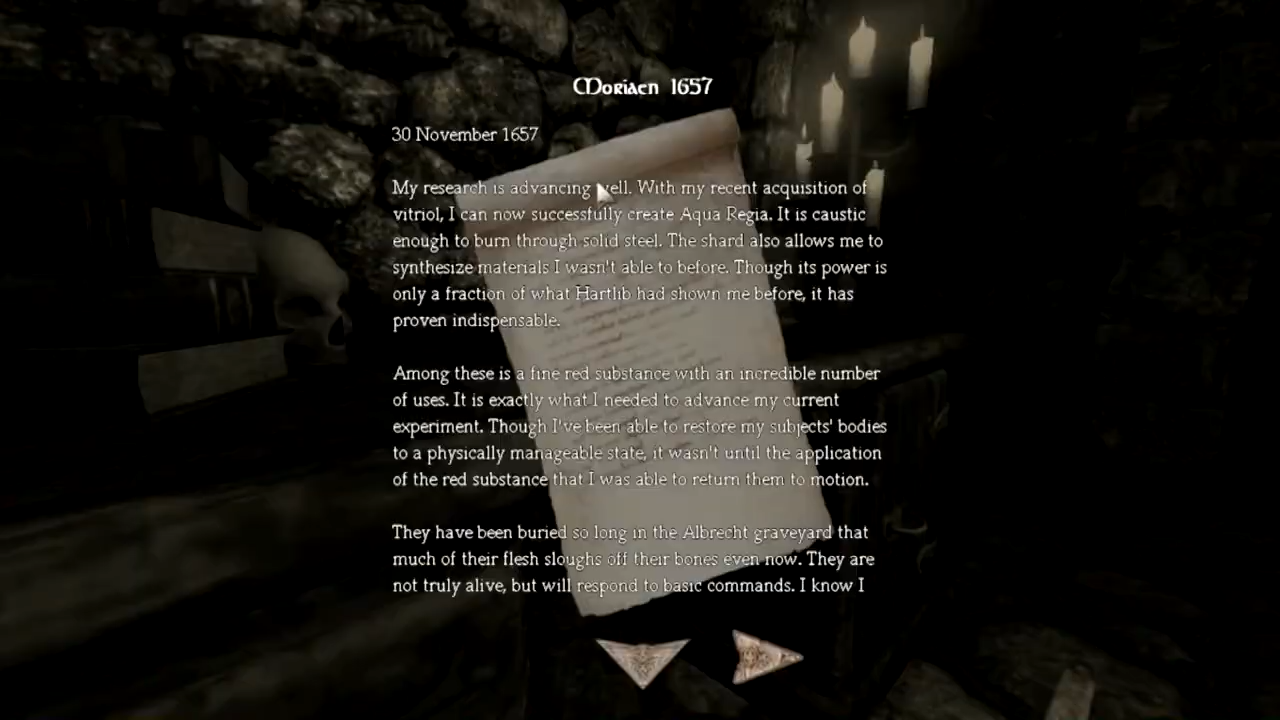 Moriaen 1657
30 November 1657
My research is advancing well. With my recent acquisition of
vitriol, I can now successfully create Aqua Regia. It is caustic
enough to burn through solid steel. The shard also allows me to
synthesize materials I wasn't able to before. Though its power is
only a fraction of what Hartlib had shown me before, it has
proven indispensable.
Among these is a fine red substance with an incredible number
of uses. It is exactly what I needed to advance my current
experiment. Though I've been able to restore my subjects' bodies
to a physically manageable state, it wasn't until the application
of the red substance that I was able to return them to motion.
They have been buried so long in the Albrecht graveyard that
much of their flesh sloughs off their bones even now. They are
not truly alive, but will respond to basic commands. I know I